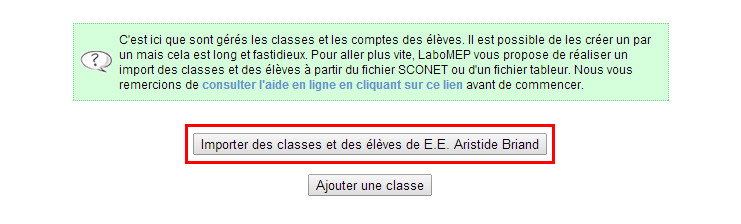 C'est ici que sont gérés les classes et les comptes des élèves. Il est possible de les créer un par
un mais cela est long et fastidieux. Pour aller plus vite, LaboMEP vous propose de réaliser un
import des classes et des élèves à partir du fichier SCONET ou d'un fichier tableur. Nous vous
remercions de consulter l'aide en ligne en cliquant sur ce lien avant de commencer.
Importer des classes et des élèves de E.E. Aristide Briand
Ajouter une classe